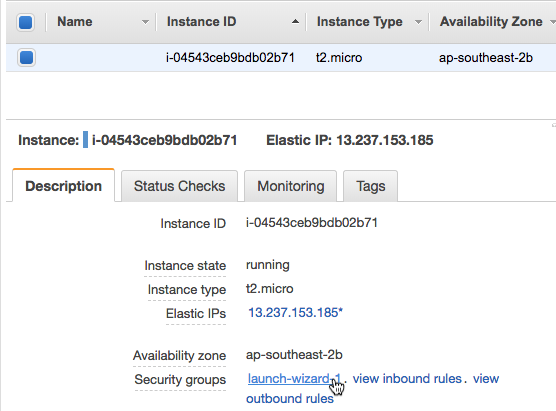 Name Instance ID Instance Type Availability Zone
i-04543ceb9bdb02b71 t2.micro ap-southeast-2b
Instance: i-04543ceb9bdb02b71 Elastic IP: 13.237.153.185
Description Status Checks Monitoring Tags
Instance ID i-04543ceb9bdb02b71
Instance state running
Instance type t2.micro
Elastic IPs 13.237.153.185*
Availability zone ap-southeast-2b
Security groups launch-wizard-1. view inbound rules. view
outbound rules